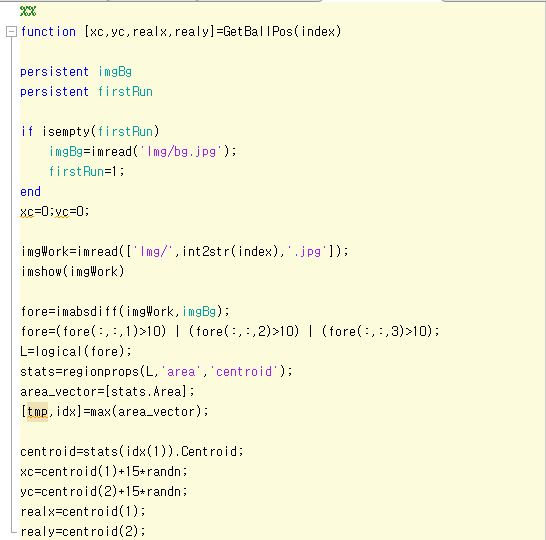 %%
function [xc,yc,realx,realy]=GetBallPos(index)
persistent imgBg
persistent firstRun
if isempty(firstRun)
imgBg=imread('Img/bg.jpg');
firstRun=1;
end
xc=0;yc=0;
imgWork=imread(['Img/',int2str(index),'.jpg']);
imshow(imgWork)
fore=imabsdiff(imgWork,imgBg);
fore=(fore(:,:,1)>10) | (fore(:,:,2)>10) | (fore(:,:,3)>10);
L=logical(fore);
stats=regionprops(L,'area','centroid');
area_vector=[stats.Area];
[tmp,idx]=max(area_vector);
centroid=stats(idx(1)).Centroid;
xc=centroid(1)+15*randn;
yc=centroid(2)+15*randn;
realx=centroid(1);
realy=centroid(2);